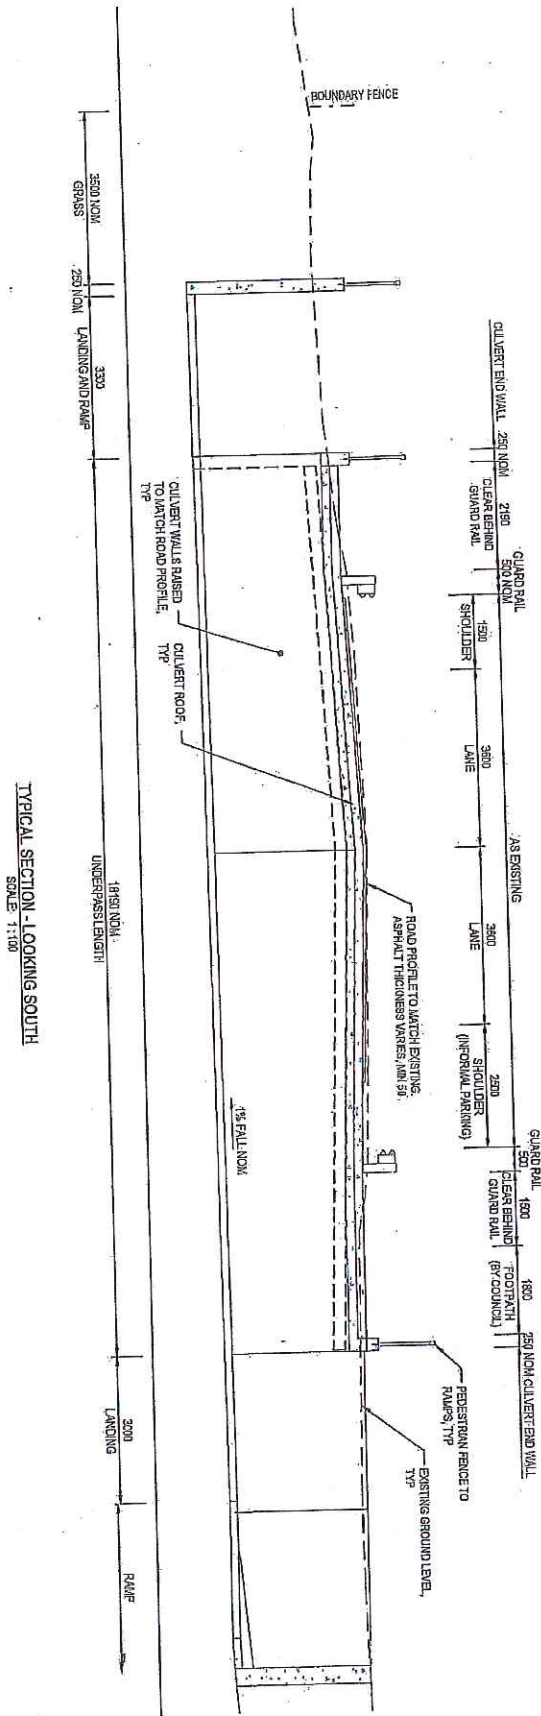 BOUNDARY FENCE
CULVERT END WALL
250 NOM
2190
CLEAR BEHIND
GUARD RAIL
GUARD RAIL
500 NOM
1500
SHOULDER
3600
LANE
AS EXISTING
3600
LANE
2500
SHOULDER
(INFORMAL PARKING)
GUARD RAIL
500
1500
CLEAR BEHIND
GUARD RAIL
1800
FOOTPATH
(BY COUNCIL)
250 NOM CULVERT END WALL
CULVERT WALLS RAISED
TO MATCH ROAD PROFILE,
TYP
CULVERT ROOF,
TYP
ROAD PROFILE TO MATCH EXISTING.
ASPHALT THICKNESS VARIES, MIN 50.
PEDESTRIAN FENCE TO
RAMPS, TYP
EXISTING GROUND LEVEL,
TYP
1% FALL NOM
3500 NOM
GRASS
250 NOM
3300
LANDING AND RAMP
18190 NOM
UNDERPASS LENGTH
3000
LANDING
RAMP
TYPICAL SECTION - LOOKING SOUTH
SCALE: 1:100